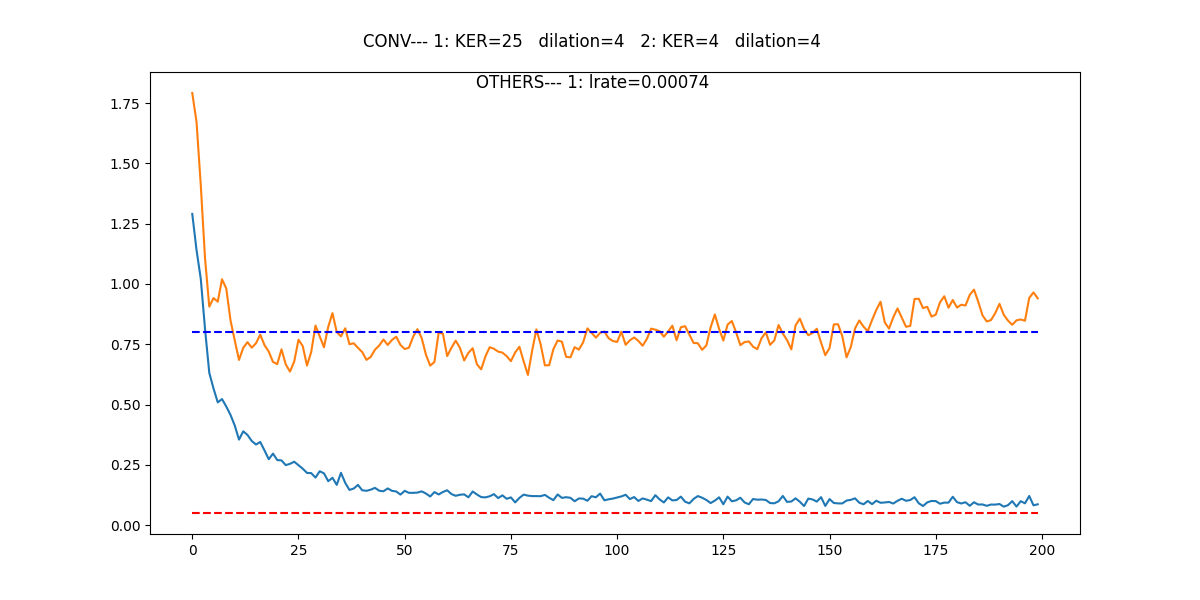 CONV--- 1: KER=25   dilation=4   2: KER=4   dilation=4
OTHERS--- 1: lrate=0.00074
1.75
1.50
1.25
1.00
0.75
0.50
0.25
0.00
0 25 50 75 100 125 150 175 200